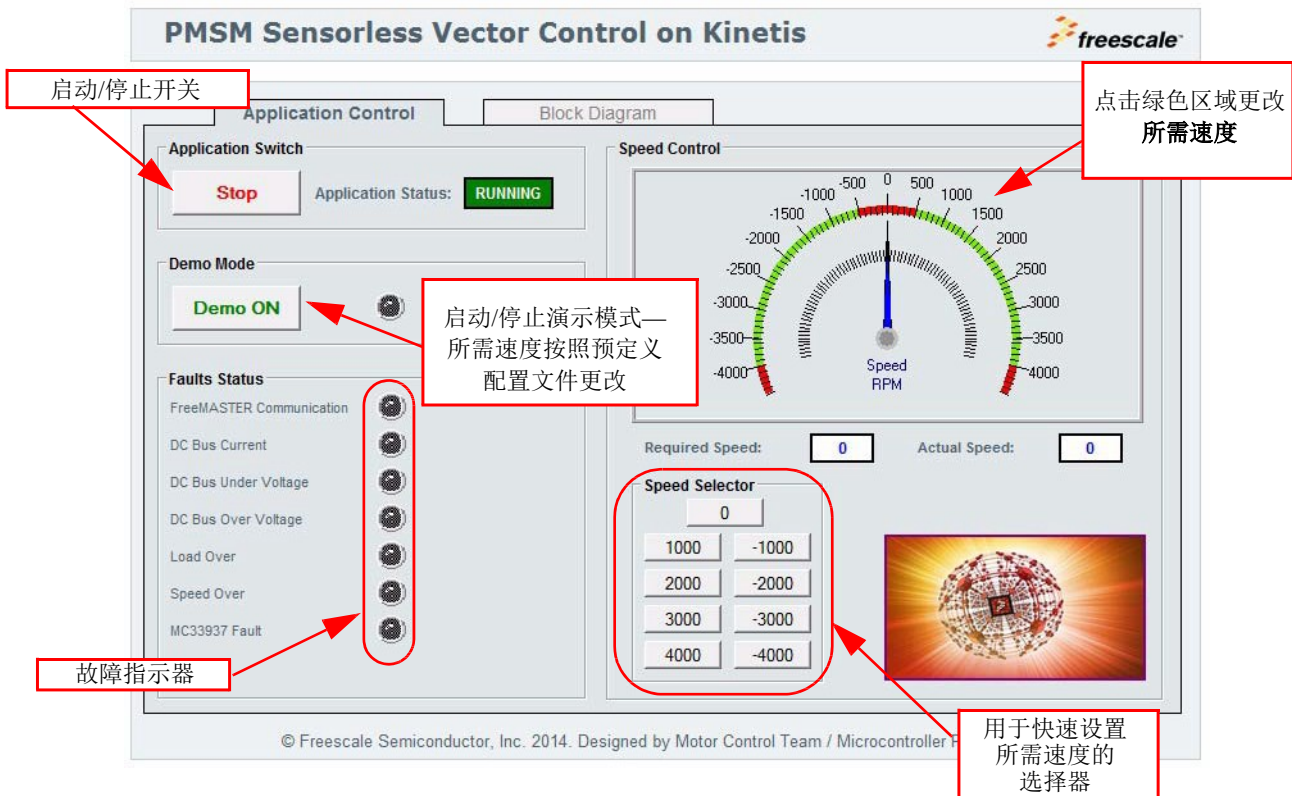 PMSM Sensorless Vector Control on Kinetis
freescale
启动/停止开关
点击绿色区域更改
所需速度
Application Control
Block Diagram
Application Switch
Stop
Application Status:
RUNNING
Demo Mode
Demo ON
启动/停止演示模式—
所需速度按照预定义
配置文件更改
Faults Status
FreeMASTER Communication
DC Bus Current
DC Bus Under Voltage
DC Bus Over Voltage
Load Over
Speed Over
MC33937 Fault
故障指示器
Speed Control
0
-500
500
-1000
1000
-1500
1500
-2000
2000
-2500
2500
-3000
3000
-3500
3500
-4000
4000
Speed
RPM
Required Speed:
0
Actual Speed:
0
Speed Selector
0
1000
-1000
2000
-2000
3000
-3000
4000
-4000
用于快速设置
所需速度的
选择器
© Freescale Semiconductor, Inc. 2014. Designed by Motor Control Team / Microcontroller